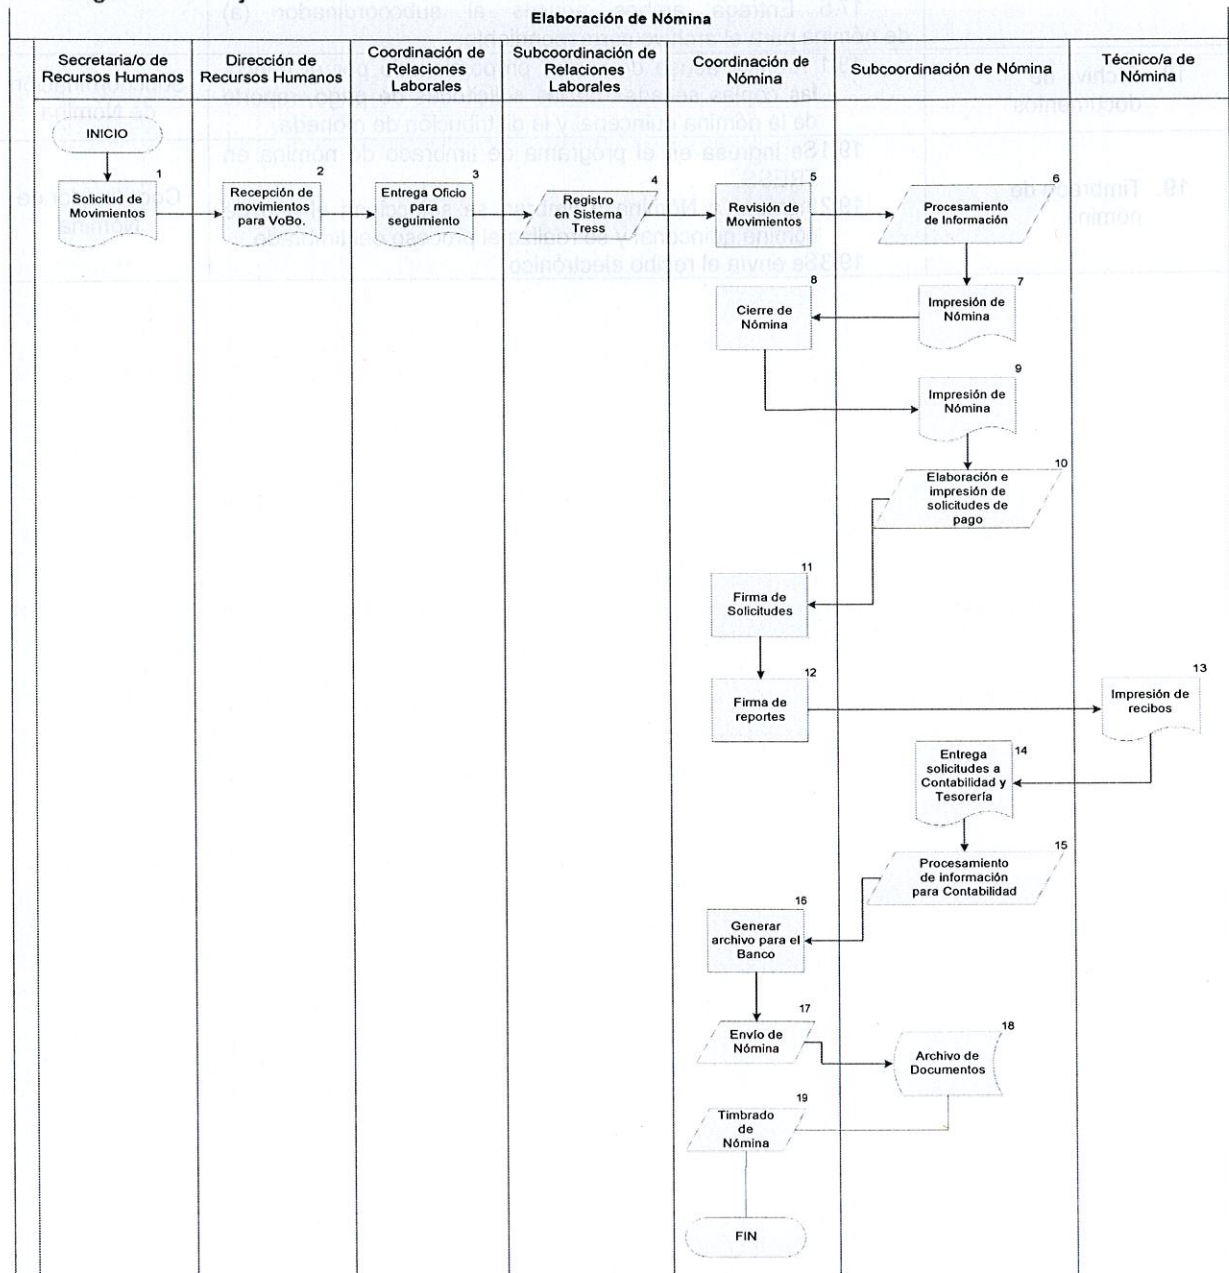 Elaboración de Nómina
Secretaria/o de
Recursos Humanos
Dirección de
Recursos Humanos
Coordinación de
Relaciones
Laborales
Subcoordinación de
Relaciones
Laborales
Coordinación de
Nómina
Subcoordinación de Nómina
Técnico/a de
Nómina
INICIO
1
Solicitud de
Movimientos
2
Recepción de
movimientos
para VoBo.
3
Entrega Oficio
para
seguimiento
4
Registro
en Sistema
Tress
5
Revisión de
Movimientos
6
Procesamiento
de Información
7
Impresión de
Nómina
8
Cierre de
Nómina
9
Impresión de
Nómina
10
Elaboración e
impresión de
solicitudes de
pago
11
Firma de
Solicitudes
12
Firma de
reportes
13
Impresión de
recibos
14
Entrega
solicitudes a
Contabilidad y
Tesorería
15
Procesamiento
de información
para Contabilidad
16
Generar
archivo para el
Banco
17
Envío de
Nómina
18
Archivo de
Documentos
19
Timbrado
de
Nómina
FIN